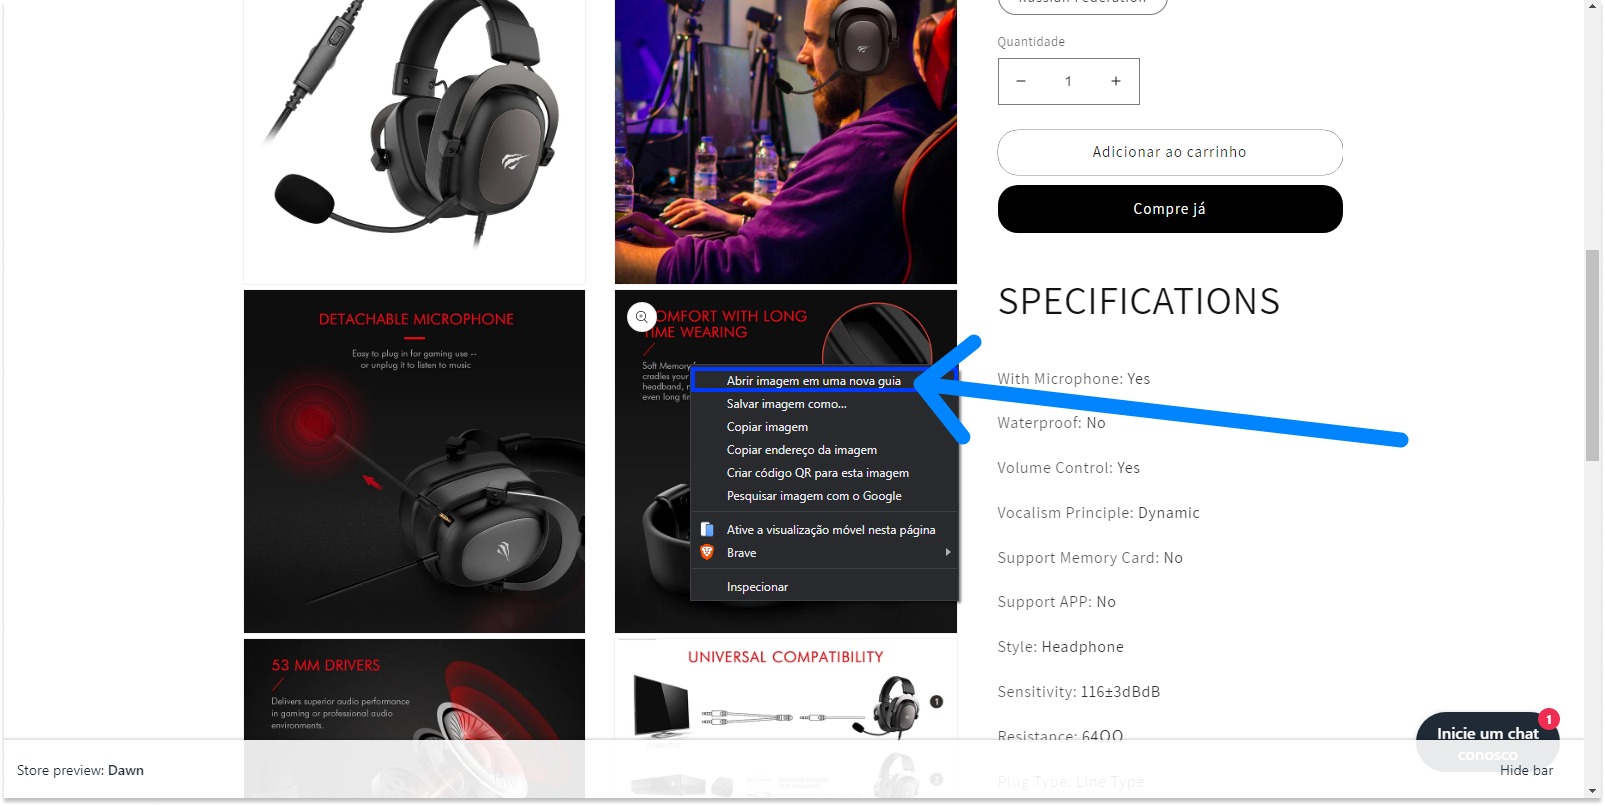 Russian Federation
Quantidade
− 1 +
Adicionar ao carrinho
Compre já
SPECIFICATIONS
With Microphone: Yes
Waterproof: No
Volume Control: Yes
Vocalism Principle: Dynamic
Support Memory Card: No
Support APP: No
Style: Headphone
Sensitivity: 116±3dBdB
Resistance: 64ΩΩ
Plug Type: Line Type
DETACHABLE MICROPHONE
Easy to plug in for gaming use --
or unplug it to listen to music
COMFORT WITH LONG
TIME WEARING
Soft Memory
cradles your
headband,
even long
Abrir imagem em uma nova guia
Salvar imagem como...
Copiar imagem
Copiar endereço da imagem
Criar código QR para esta imagem
Pesquisar imagem com o Google
Ative a visualização móvel nesta página
Brave
Inspecionar
53 MM DRIVERS
Delivers superior audio performance
in gaming or professional audio
environments.
UNIVERSAL COMPATIBILITY
1
2
1
Inicie um chat
conosco
Store preview: Dawn
Hide bar